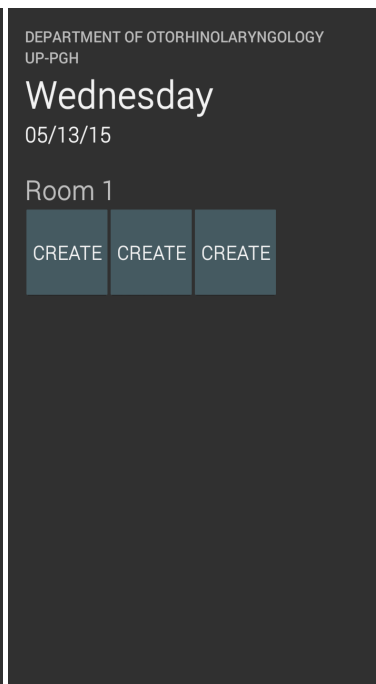 DEPARTMENT OF OTORHINOLARYNGOLOGY
UP-PGH
Wednesday
05/13/15
Room 1
CREATE CREATE CREATE